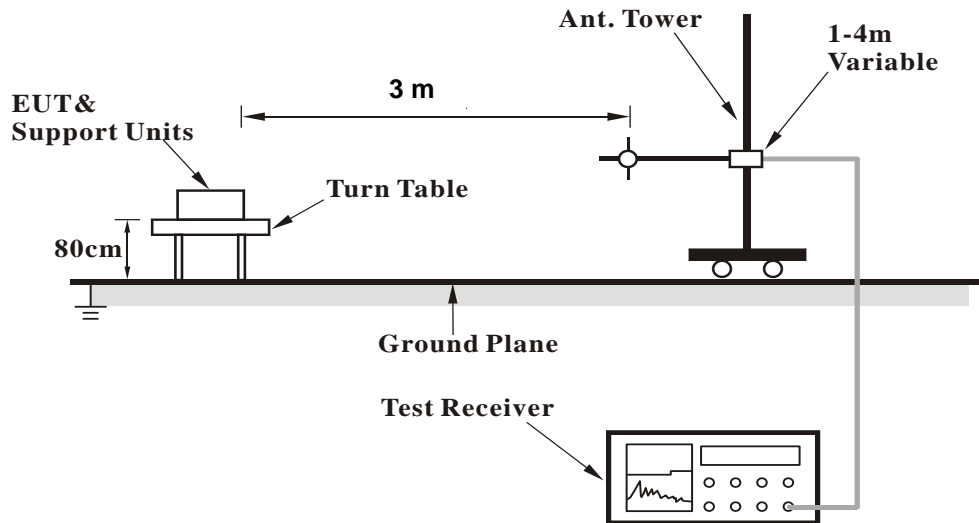 Ant. Tower
1-4m
Variable
3 m
EUT&
Support Units
Turn Table
80cm
Ground Plane
Test Receiver